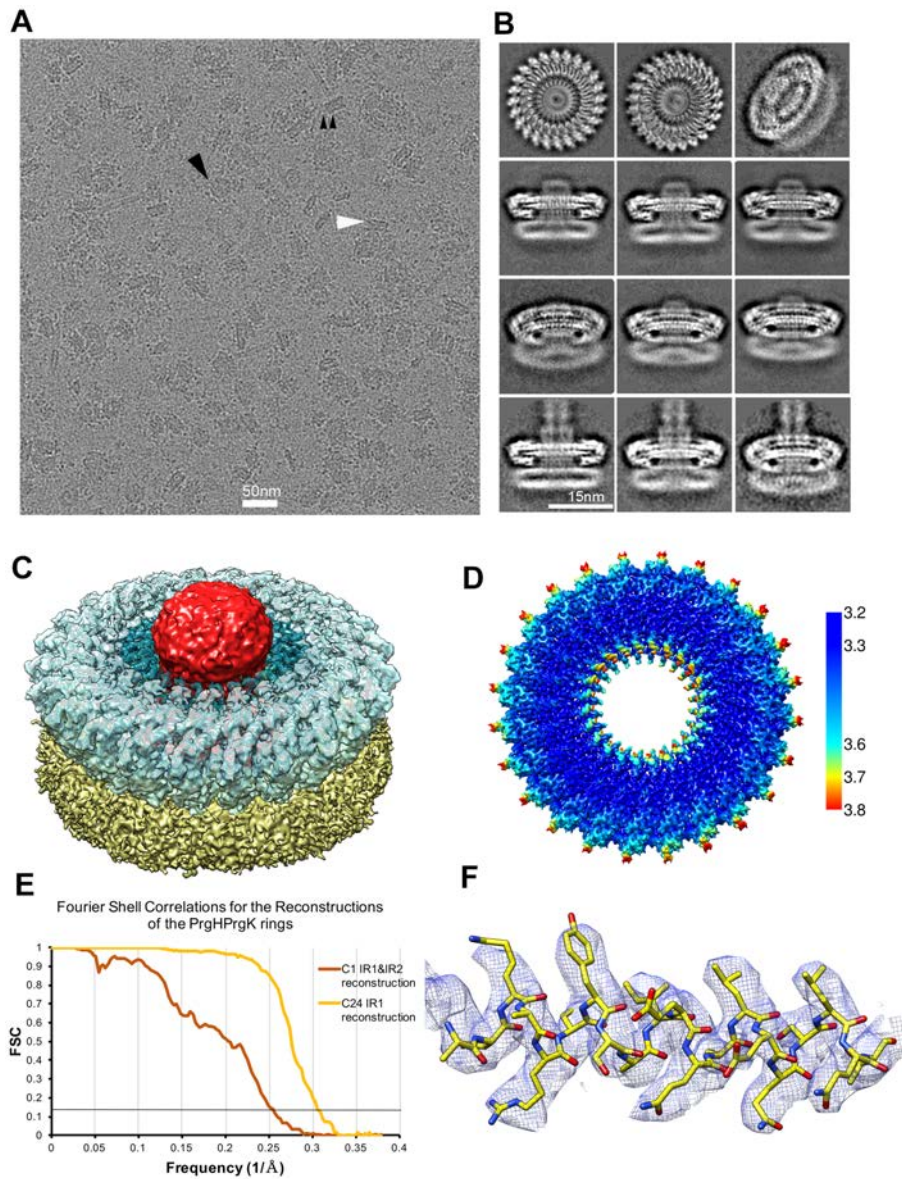 A
B
50nm
15nm
C
D
3.2
3.3
3.6
3.7
3.8
E
Fourier Shell Correlations for the Reconstructions
of the PrgHPrgK rings
1
0.9
0.8
0.7
0.6
0.5
0.4
0.3
0.2
0.1
0
FSC
C1 IR1&IR2
reconstruction
C24 IR1
reconstruction
0 0.05 0.1 0.15 0.2 0.25 0.3 0.35 0.4
Frequency (1/Å)
F